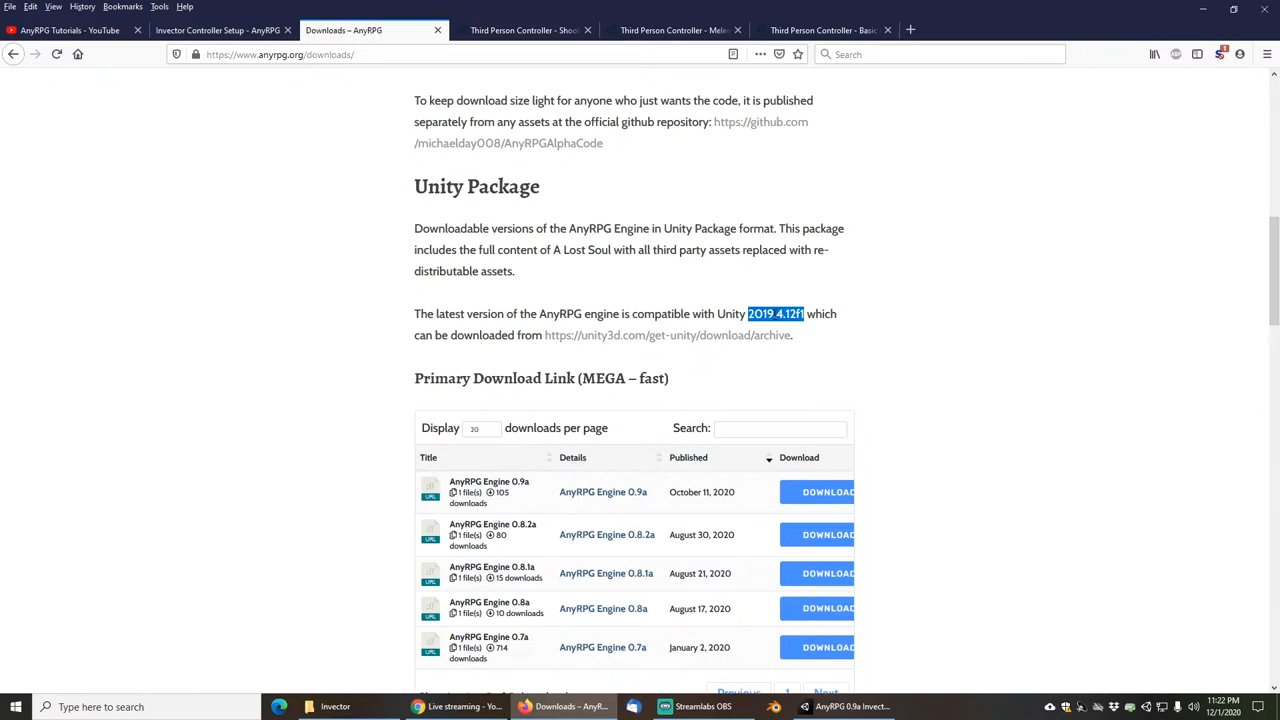 File Edit View History Bookmarks Tools Help
AnyRPG Tutorials - YouTube
Invector Controller Setup - AnyRPG
Downloads – AnyRPG
Third Person Controller - Shoo
Third Person Controller - Mele
Third Person Controller - Basic
https://www.anyrpg.org/downloads/
Search
To keep download size light for anyone who just wants the code, it is published
separately from any assets at the official github repository: https://github.com
/michaelday008/AnyRPGAlphaCode
Unity Package
Downloadable versions of the AnyRPG Engine in Unity Package format. This package
includes the full content of A Lost Soul with all third party assets replaced with re-
distributable assets.
The latest version of the AnyRPG engine is compatible with Unity 2019.4.12f1 which
can be downloaded from https://unity3d.com/get-unity/download/archive.
Primary Download Link (MEGA – fast)
Display 20 downloads per page Search:
Title Details Published Download
AnyRPG Engine 0.9a
1 file(s) 105
downloads
AnyRPG Engine 0.9a October 11, 2020 DOWNLOAD
AnyRPG Engine 0.8.2a
1 file(s) 80
downloads
AnyRPG Engine 0.8.2a August 30, 2020 DOWNLOAD
AnyRPG Engine 0.8.1a
1 file(s) 15 downloads
AnyRPG Engine 0.8.1a August 21, 2020 DOWNLOAD
AnyRPG Engine 0.8a
1 file(s) 10 downloads
AnyRPG Engine 0.8a August 17, 2020 DOWNLOAD
AnyRPG Engine 0.7a
1 file(s) 714
downloads
AnyRPG Engine 0.7a January 2, 2020 DOWNLOAD
Previous 1 Next
Type here to search
Invector
Live streaming - Yo...
Downloads – AnyR...
Streamlabs OBS
AnyRPG 0.9a Invect...
11:22 PM
12/1/2020